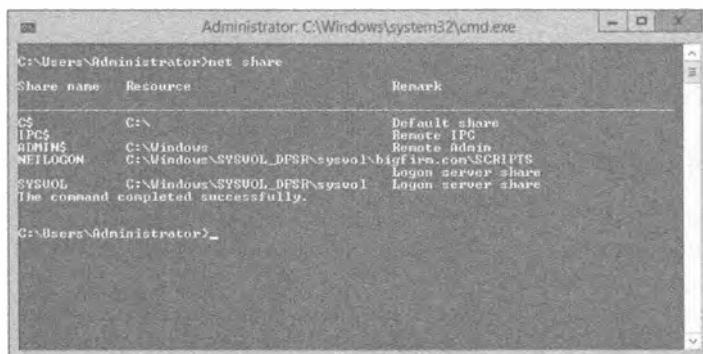 Administrator: C:\Windows\system32\cmd.exe
C:\Users\Administrator>net share
Share name Resource Remark
C$ C:\ Default share
IPC$ Remote IPC
ADMIN$ C:\Windows Remote Admin
NETLOGON C:\Windows\SYSVOL_DFSR\sysvol\bigfirm.com\SCRIPTS
Logon server share
SYSVOL C:\Windows\SYSVOL_DFSR\sysvol Logon server share
The command completed successfully.
C:\Users\Administrator>_